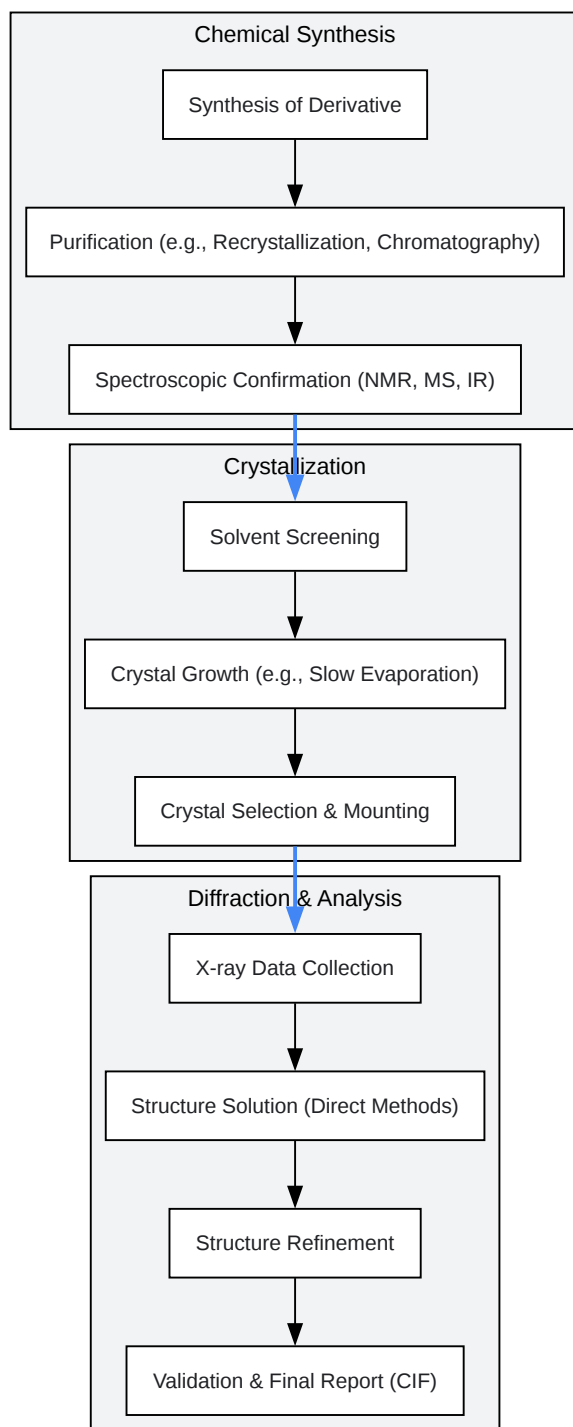 Chemical Synthesis
Synthesis of Derivative
Purification (e.g., Recrystallization, Chromatography)
Spectroscopic Confirmation (NMR, MS, IR)
Crystallization
Solvent Screening
Crystal Growth (e.g., Slow Evaporation)
Crystal Selection & Mounting
Diffraction & Analysis
X-ray Data Collection
Structure Solution (Direct Methods)
Structure Refinement
Validation & Final Report (CIF)